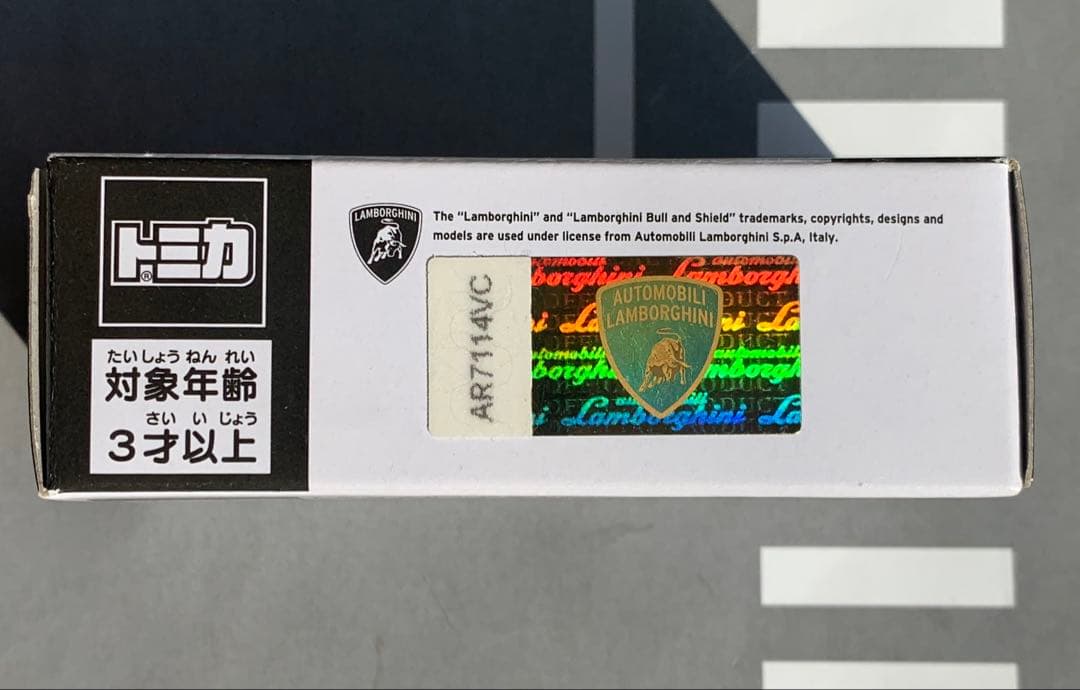 トミカ®
たいしょう ねん れい
対象年齢
さい い じょう
3才以上
LAMBORGHINI
The “Lamborghini” and “Lamborghini Bull and Shield” trademarks, copyrights, designs and
models are used under license from Automobili Lamborghini S.p.A, Italy.
AR7114VC
AUTOMOBILI
LAMBORGHINI
Lamborghini